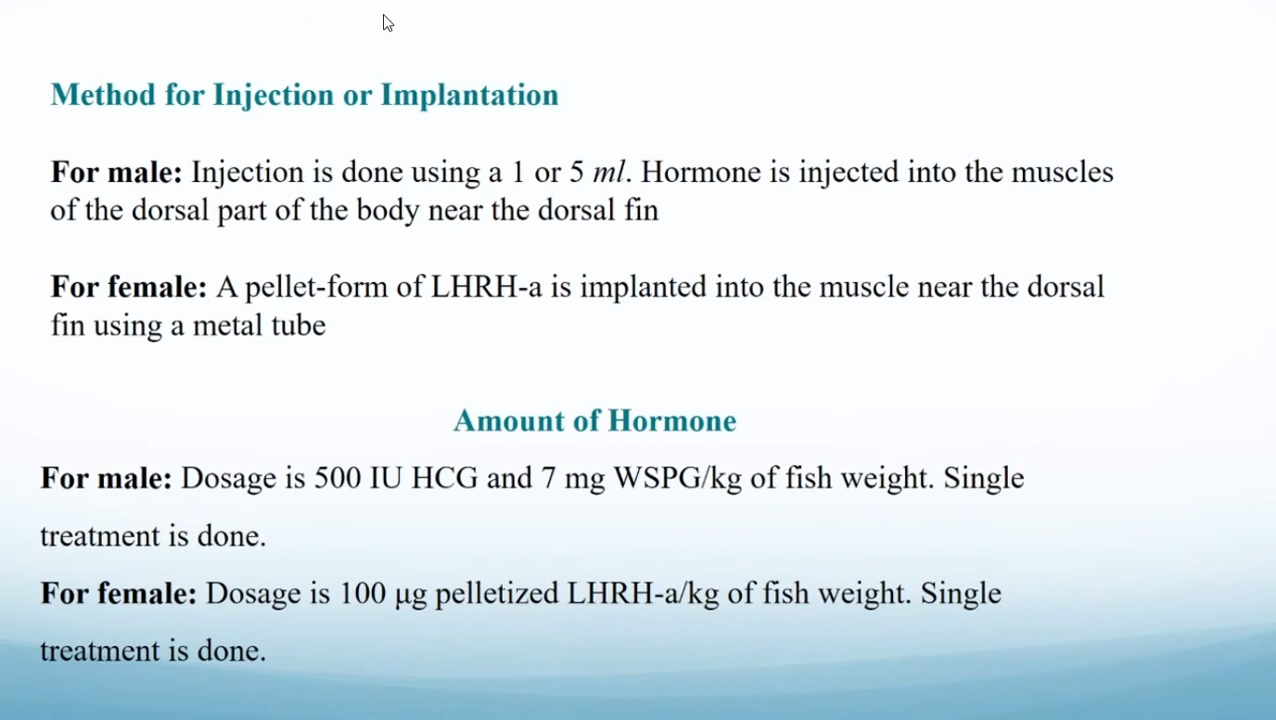 Method for Injection or Implantation
For male: Injection is done using a 1 or 5 ml. Hormone is injected into the muscles
of the dorsal part of the body near the dorsal fin
For female: A pellet-form of LHRH-a is implanted into the muscle near the dorsal
fin using a metal tube
Amount of Hormone
For male: Dosage is 500 IU HCG and 7 mg WSPG/kg of fish weight. Single
treatment is done.
For female: Dosage is 100 μg pelletized LHRH-a/kg of fish weight. Single
treatment is done.